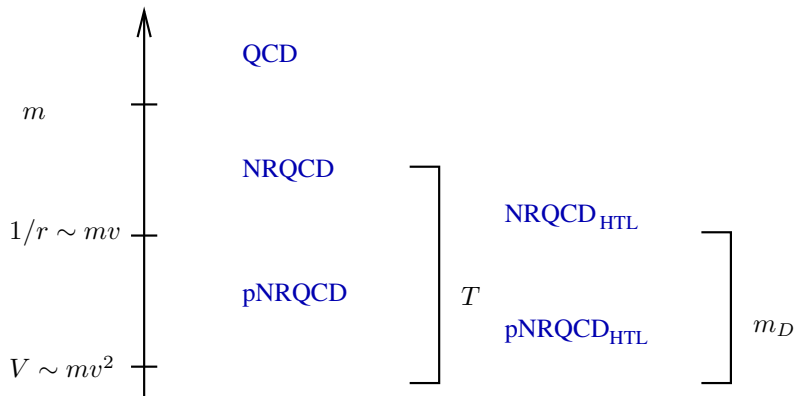 QCD
m
NRQCD
NRQCD_HTL
1/r ∼ mv
pNRQCD
T
pNRQCD_HTL
m_D
V ∼ mv²